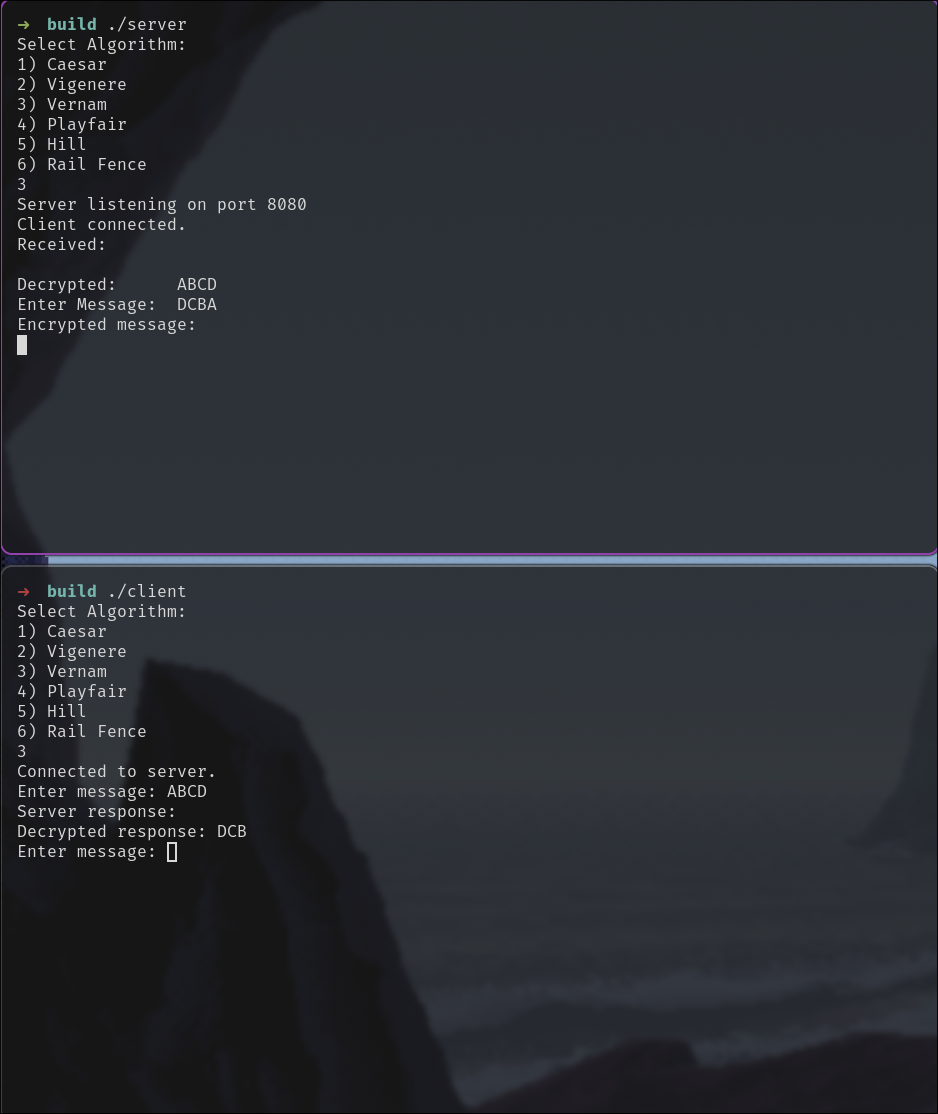 ➜  build ./server
Select Algorithm:
1) Caesar
2) Vigenere
3) Vernam
4) Playfair
5) Hill
6) Rail Fence
3
Server listening on port 8080
Client connected.
Received:
Decrypted:      ABCD
Enter Message:  DCBA
Encrypted message:
➜  build ./client
Select Algorithm:
1) Caesar
2) Vigenere
3) Vernam
4) Playfair
5) Hill
6) Rail Fence
3
Connected to server.
Enter message: ABCD
Server response:
Decrypted response: DCB
Enter message: